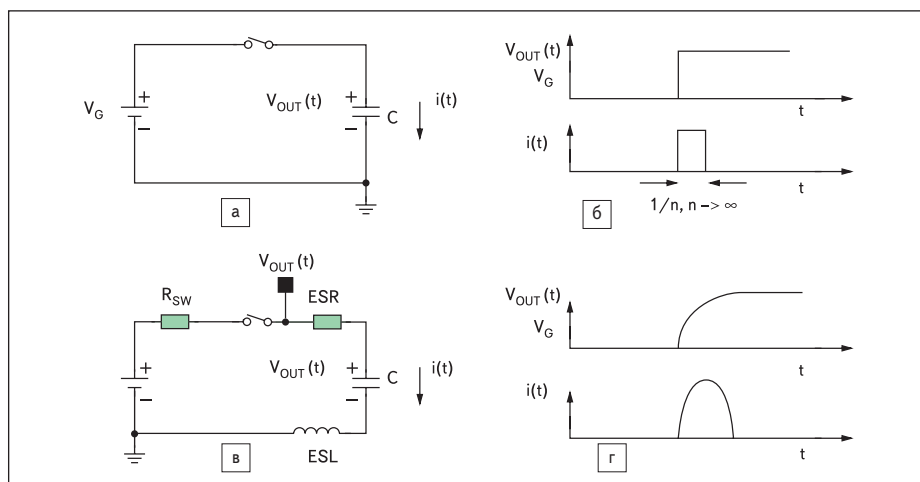 V_G
+
−
V_OUT(t)
+
−
C
i(t)
а
V_OUT(t)
V_G
t
i(t)
t
1/n, n –> ∞
б
V_OUT(t)
R_SW
ESR
+
−
V_OUT(t)
+
−
C
i(t)
ESL
в
V_OUT(t)
V_G
t
i(t)
t
г